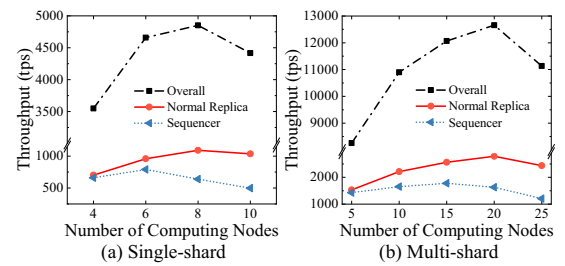 5000
4500
3500
1000
500
Throughput (tps)
Overall
Normal Replica
Sequencer
4 6 8 10
Number of Computing Nodes
(a) Single-shard
13000
12000
11000
10000
9000
2000
1000
Throughput (tps)
Overall
Normal Replica
Sequencer
5 10 15 20 25
Number of Computing Nodes
(b) Multi-shard